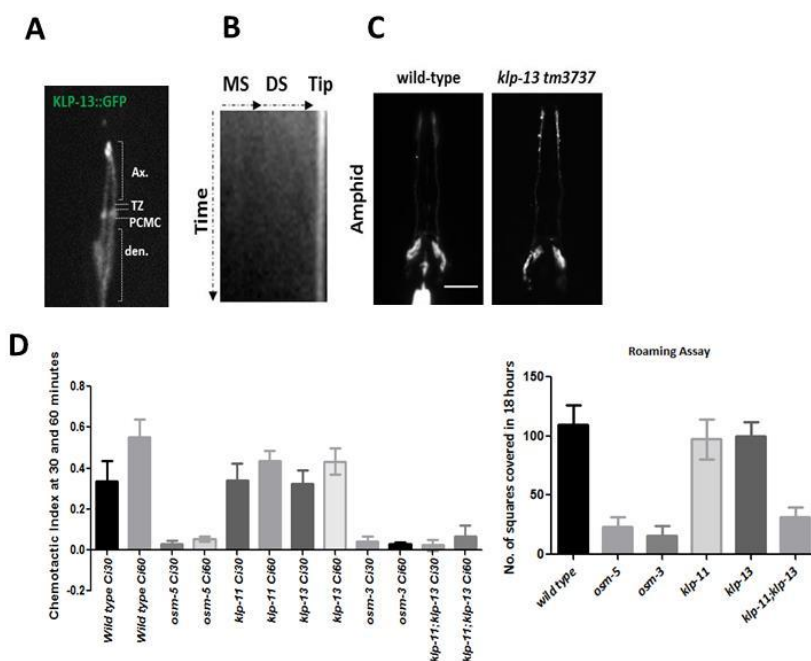 A
KLP-13::GFP
Ax.
TZ
PCMC
den.
B
MS DS Tip
Time
C
wild-type klp-13 tm3737
Amphid
D
Chemotactic Index at 30 and 60 minutes
0.8
0.6
0.4
0.2
0.0
-0.2
Wild type Ci30
Wild type Ci60
osm-5 Ci30
osm-5 Ci60
klp-11 Ci30
klp-11 Ci60
klp-13 Ci30
klp-13 Ci60
osm-3 Ci30
osm-3 Ci60
klp-11;klp-13 Ci30
klp-11;klp-13 Ci60
Roaming Assay
No. of squares covered in 18 hours
150
100
50
0
wild type
osm-5
osm-3
klp-11
klp-13
klp-11;klp-13